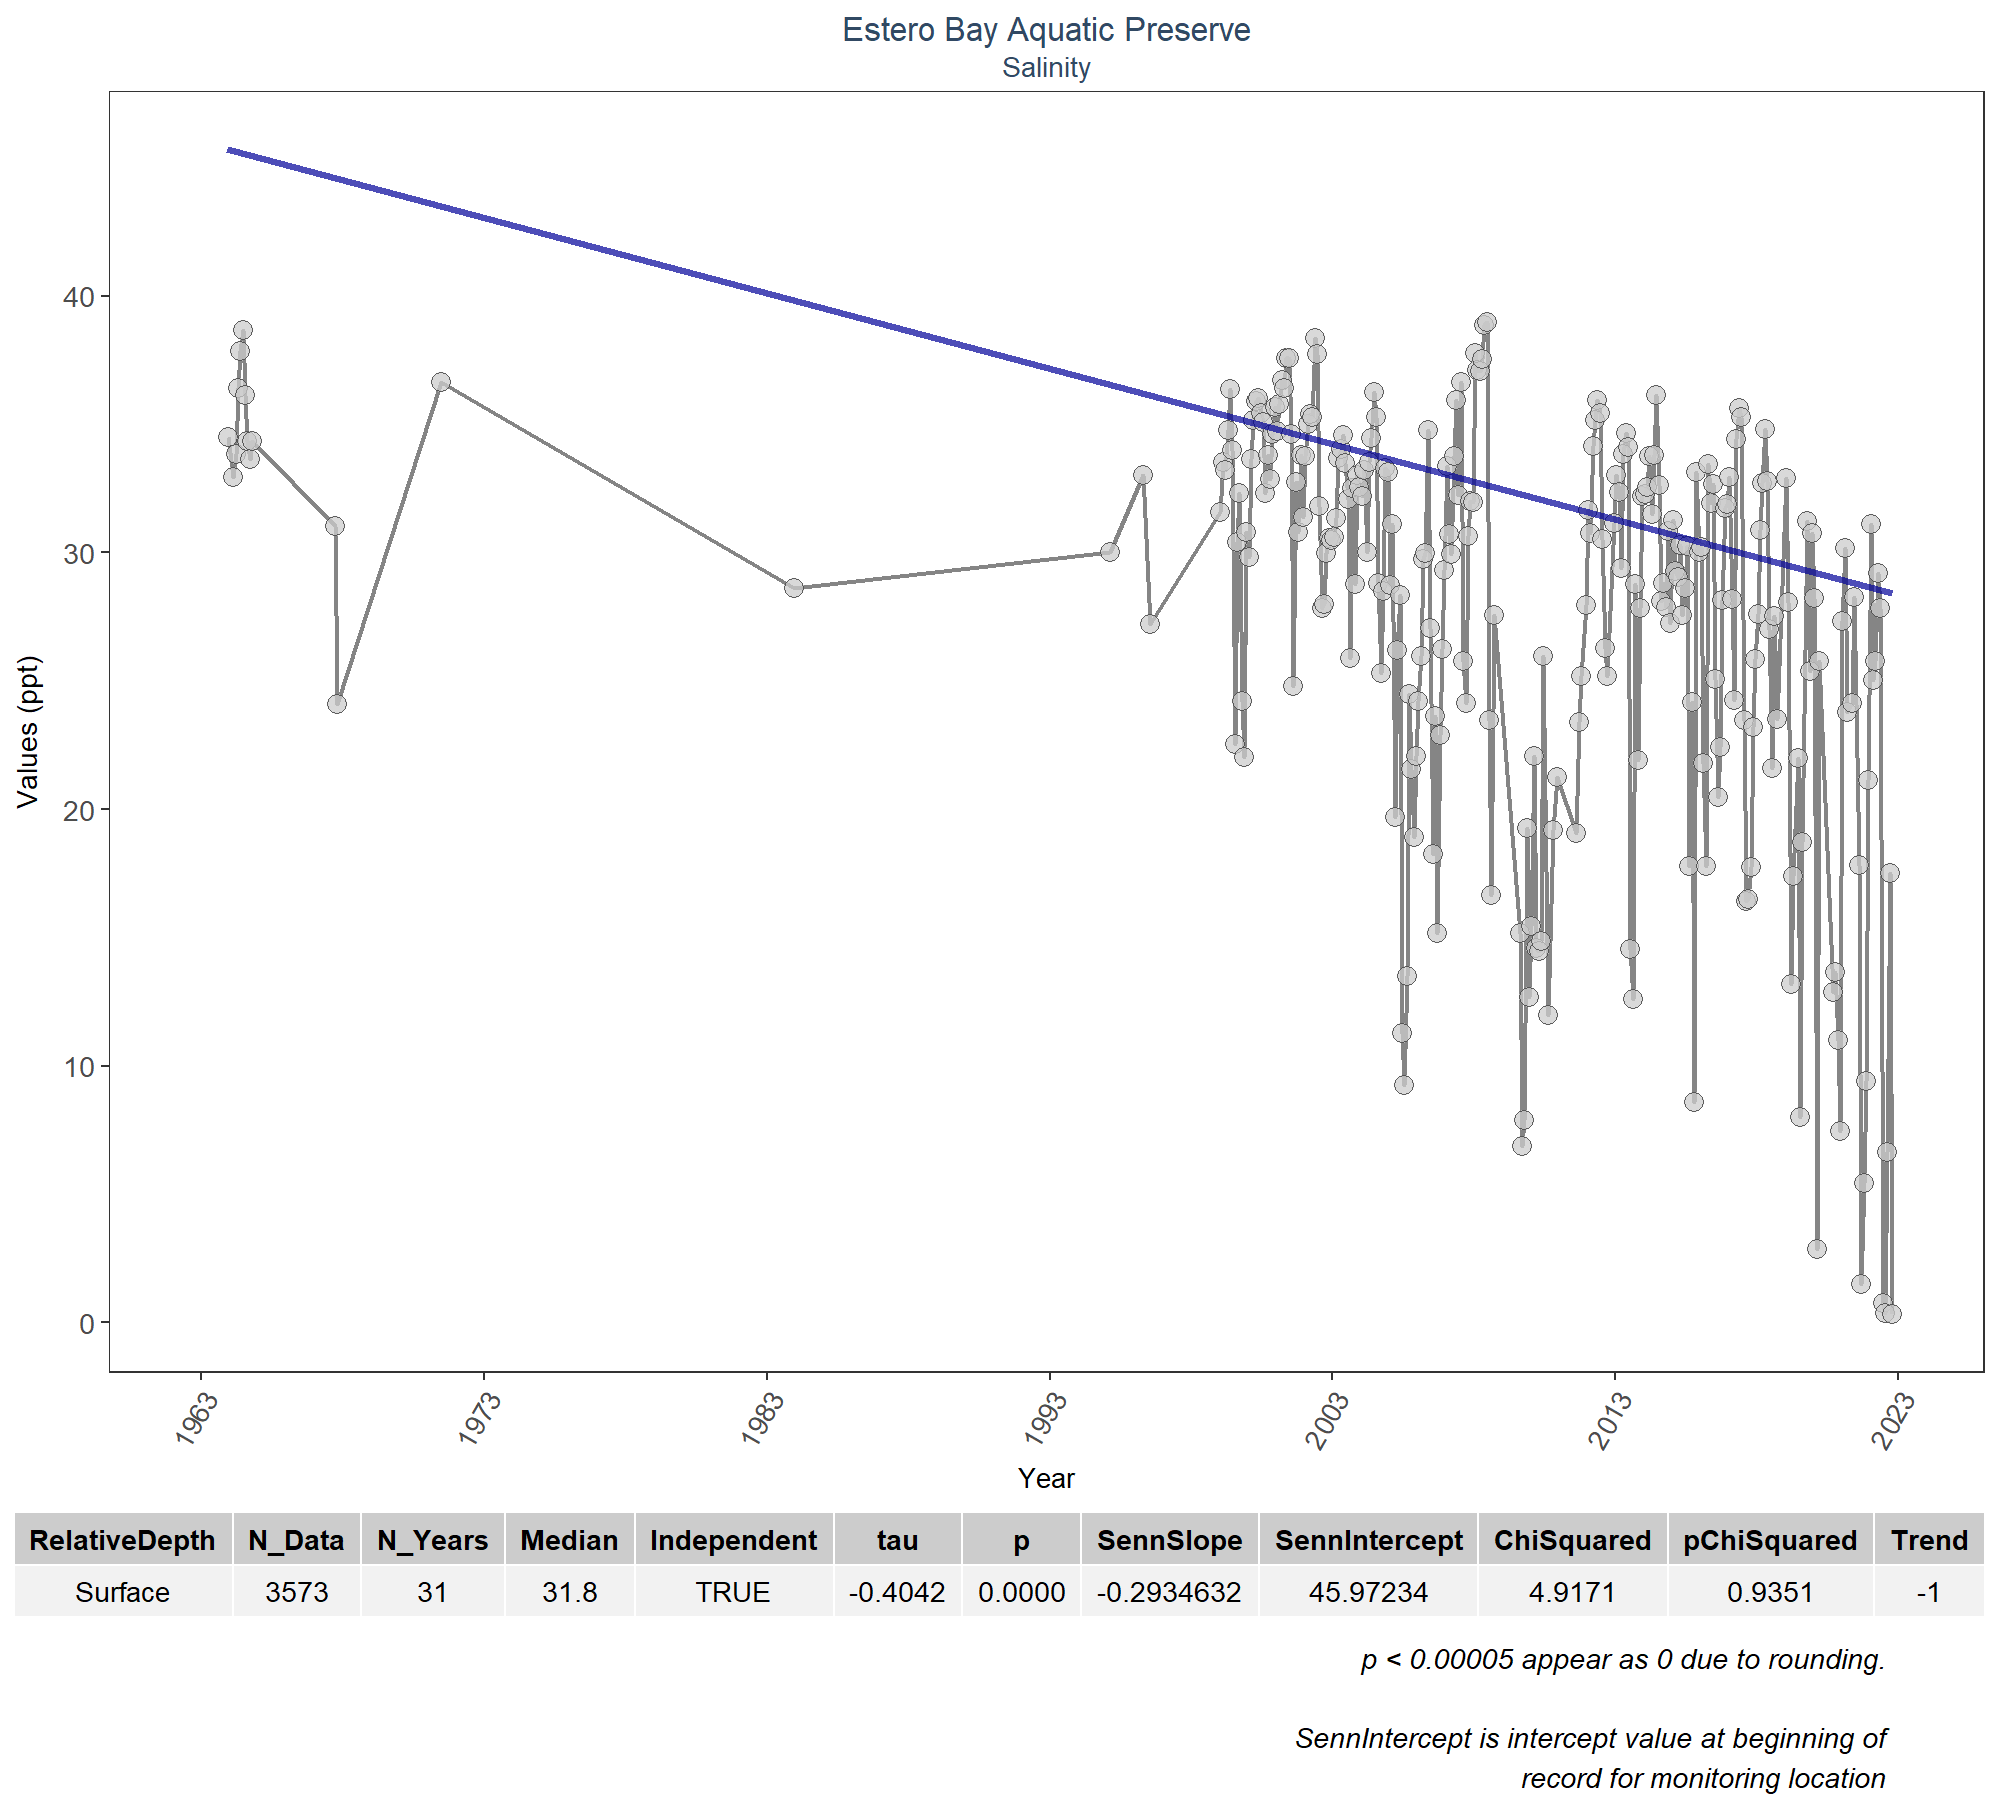 Estero Bay Aquatic Preserve
Salinity
Values (ppt)
40
30
20
10
0
1963 1973 1983 1993 2003 2013 2023
Year
RelativeDepth N_Data N_Years Median Independent tau p SennSlope SennIntercept ChiSquared pChiSquared Trend
Surface 3573 31 31.8 TRUE -0.4042 0.0000 -0.2934632 45.97234 4.9171 0.9351 -1
p < 0.00005 appear as 0 due to rounding.
SennIntercept is intercept value at beginning of
record for monitoring location